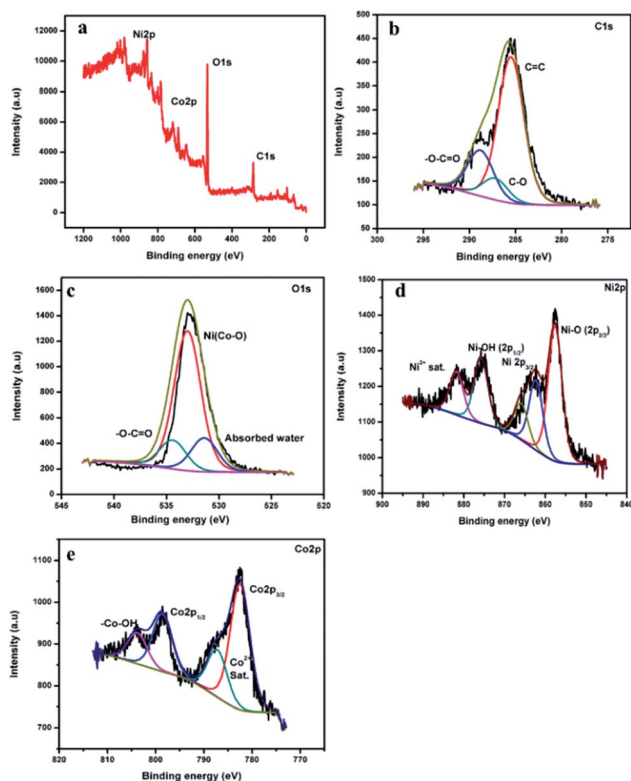 a
Ni2p
O1s
Co2p
C1s
Intensity (a.u)
12000
10000
8000
6000
4000
2000
0
1200 1000 800 600 400 200 0
Binding energy (eV)
b
C1s
C=C
-O-C=O
C-O
Intensity (a.u)
450
400
350
300
250
200
150
100
50
300 295 290 285 280 275
Binding energy (eV)
c
O1s
Ni(Co-O)
-O-C=O
Absorbed water
Intensity (a.u)
1600
1400
1200
1000
800
600
400
200
0
545 540 535 530 525 520
Binding energy (eV)
d
Ni2p
Ni-OH (2p1/2)
Ni-O (2p3/2)
Ni²⁺ sat.
Ni 2p3/2
Intensity (a.u)
1500
1400
1300
1200
1100
1000
900 890 880 870 860 850 840
Binding energy (eV)
e
Co2p
Co2p3/2
Co2p1/2
-Co-OH
Co²⁺
Sat.
Intensity (a.u)
1100
1000
900
800
700
820 810 800 790 780 770 760
Binding energy (eV)